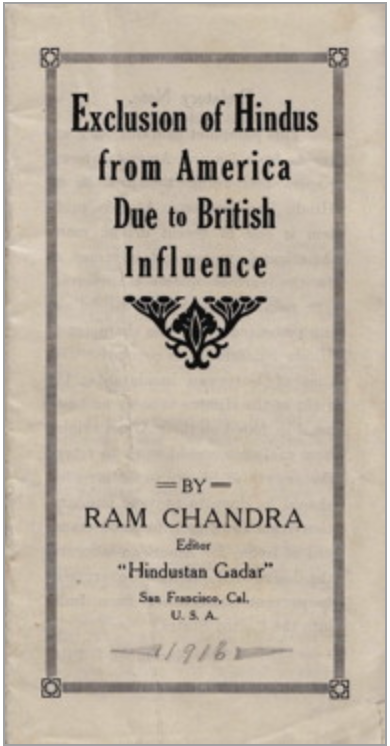 Exclusion of Hindus
from America
Due to British
Influence
BY
RAM CHANDRA
Editor
"Hindustan Gadar"
San Francisco, Cal.
U. S. A.
1916